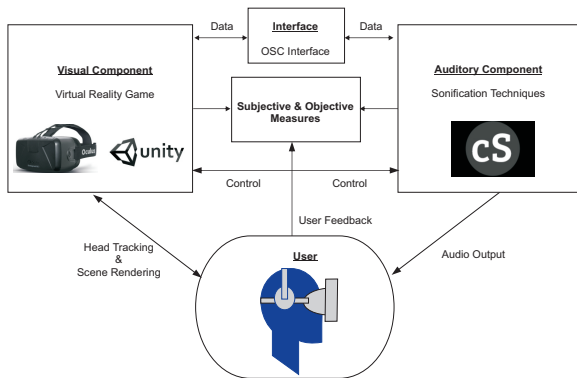 Data
Interface
Data
OSC Interface
Visual Component
Virtual Reality Game
Auditory Component
Sonification Techniques
Subjective & Objective
Measures
Oculus
unity
cS
Control
Control
User Feedback
Head Tracking
&
Scene Rendering
User
Audio Output